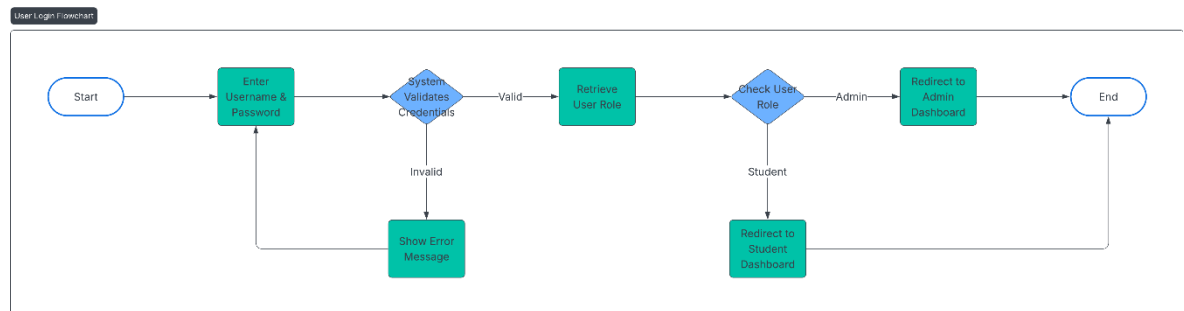 User Login Flowchart
Start
Enter
Username &
Password
System
Validates
Credentials
Valid
Retrieve
User Role
Check User
Role
Admin
Redirect to
Admin
Dashboard
End
Invalid
Student
Show Error
Message
Redirect to
Student
Dashboard